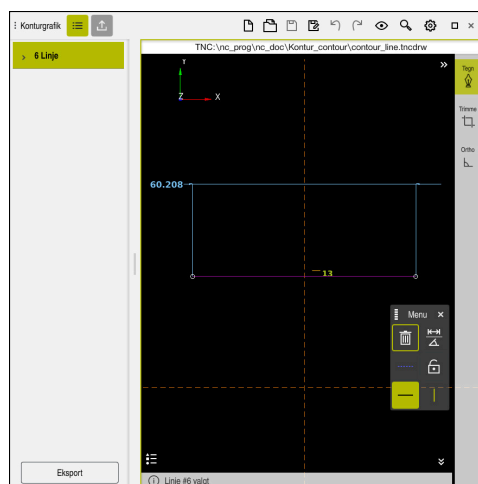 Konturgrafik
TNC:\nc_prog\nc_doc\Kontur_contour\contour_line.tncdrw
6 Linje
Y
Z
X
Tegn
Trimme
Ortho
60.208
13
Menu
Eksport
Linje #6 valgt